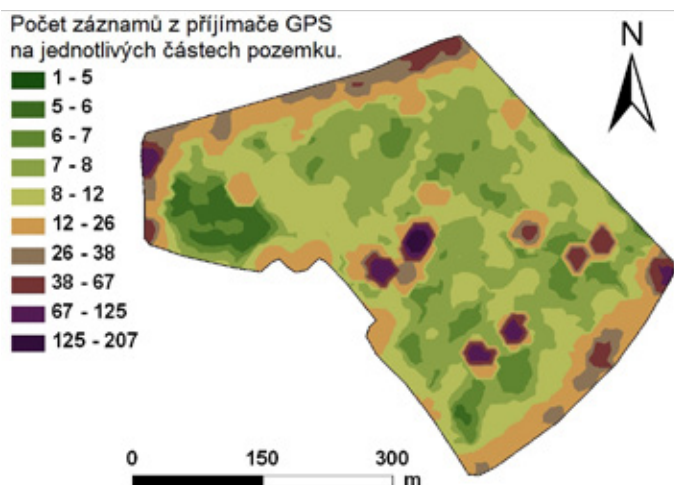 Počet záznamů z příjímače GPS
na jednotlivých částech pozemku.
1 - 5
5 - 6
6 - 7
7 - 8
8 - 12
12 - 26
26 - 38
38 - 67
67 - 125
125 - 207
N
0 150 300
m